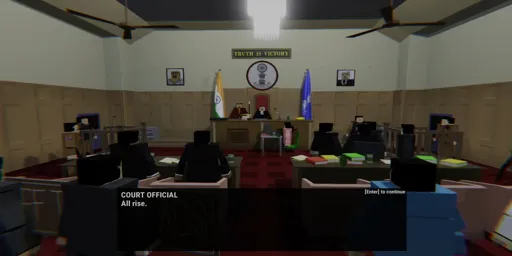 TRUTH IS VICTORY
COURT OFFICIAL
[Enter] to continue
All rise.